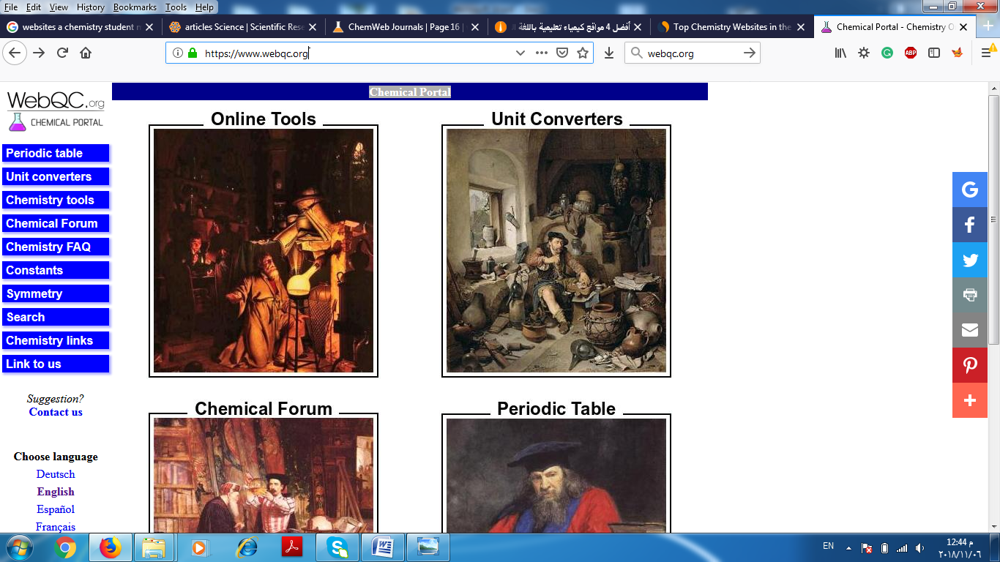 File Edit View History Bookmarks Tools Help
websites a chemistry student m
articles Science | Scientific Rese
ChemWeb Journals | Page 16 |
أفضل 4 مواقع كيمياء تعليمية باللغة ال
Top Chemistry Websites in the
Chemical Portal - Chemistry O
https://www.webqc.org
webqc.org
ABP
WebQC.org
CHEMICAL PORTAL
Chemical Portal
Periodic table
Unit converters
Chemistry tools
Chemical Forum
Chemistry FAQ
Constants
Symmetry
Search
Chemistry links
Link to us
Suggestion?
Contact us
Choose language
Deutsch
English
Español
Français
Online Tools
Unit Converters
Chemical Forum
Periodic Table
EN
12:44 م
٢٠١٨/١١/٠٦